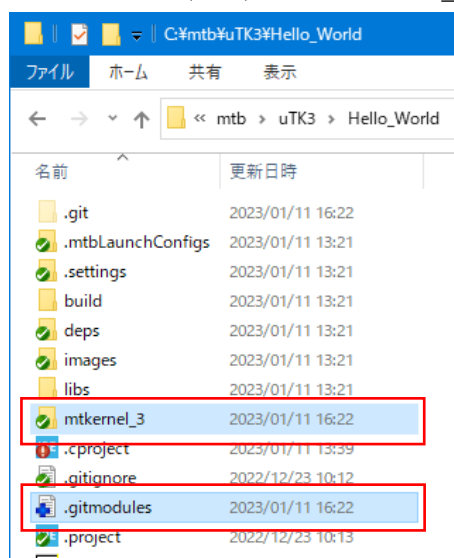 C:¥mtb¥uTK3¥Hello_World
ファイル ホーム 共有 表示
« mtb › uTK3 › Hello_World
名前 更新日時
.git 2023/01/11 16:22
.mtbLaunchConfigs 2023/01/11 13:21
.settings 2023/01/11 13:21
build 2023/01/11 13:21
deps 2023/01/11 13:21
images 2023/01/11 13:21
libs 2023/01/11 13:21
mtkernel_3 2023/01/11 16:22
.cproject 2023/01/11 13:39
.gitignore 2022/12/23 10:12
.gitmodules 2023/01/11 16:22
.project 2022/12/23 10:13